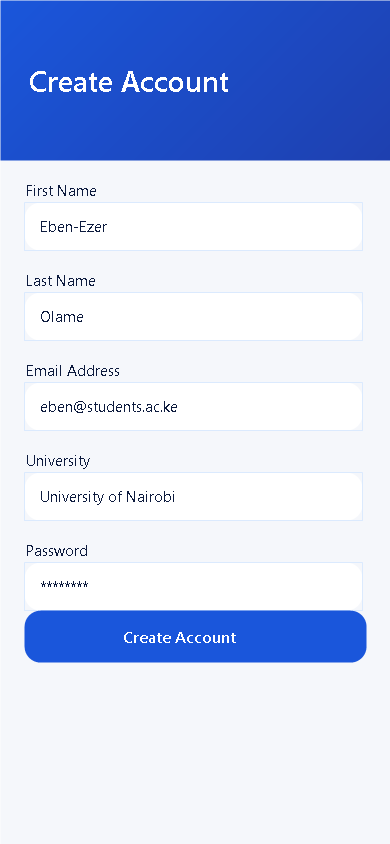 Create Account
First Name
Eben-Ezer
Last Name
Olame
Email Address
eben@students.ac.ke
University
University of Nairobi
Password
********
Create Account